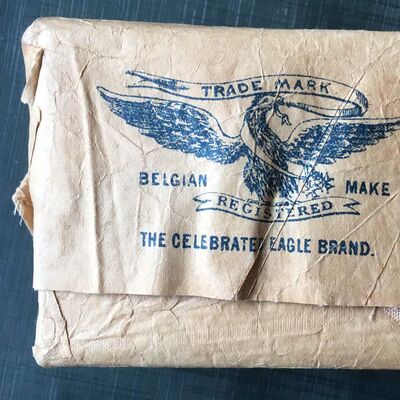 TRADE MARK
BELGIAN MAKE
REGISTERED
THE CELEBRATED EAGLE BRAND.